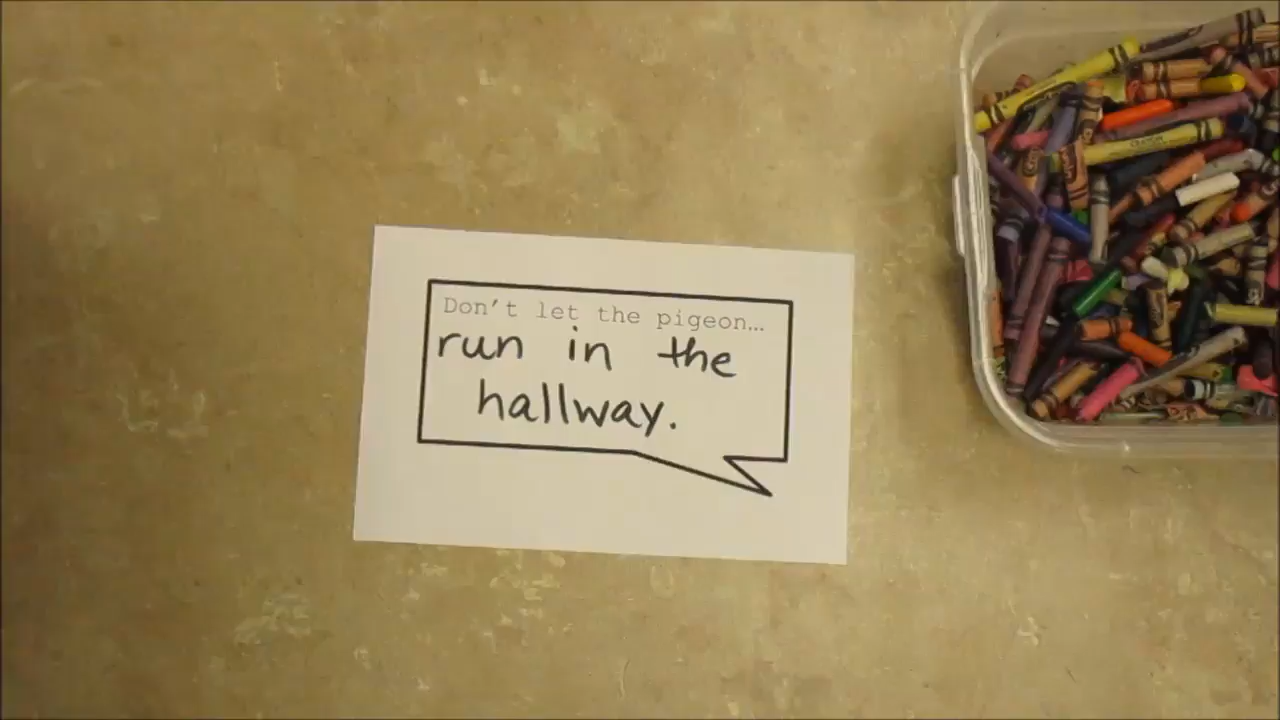 Don't let the pigeon…
run in the
hallway.